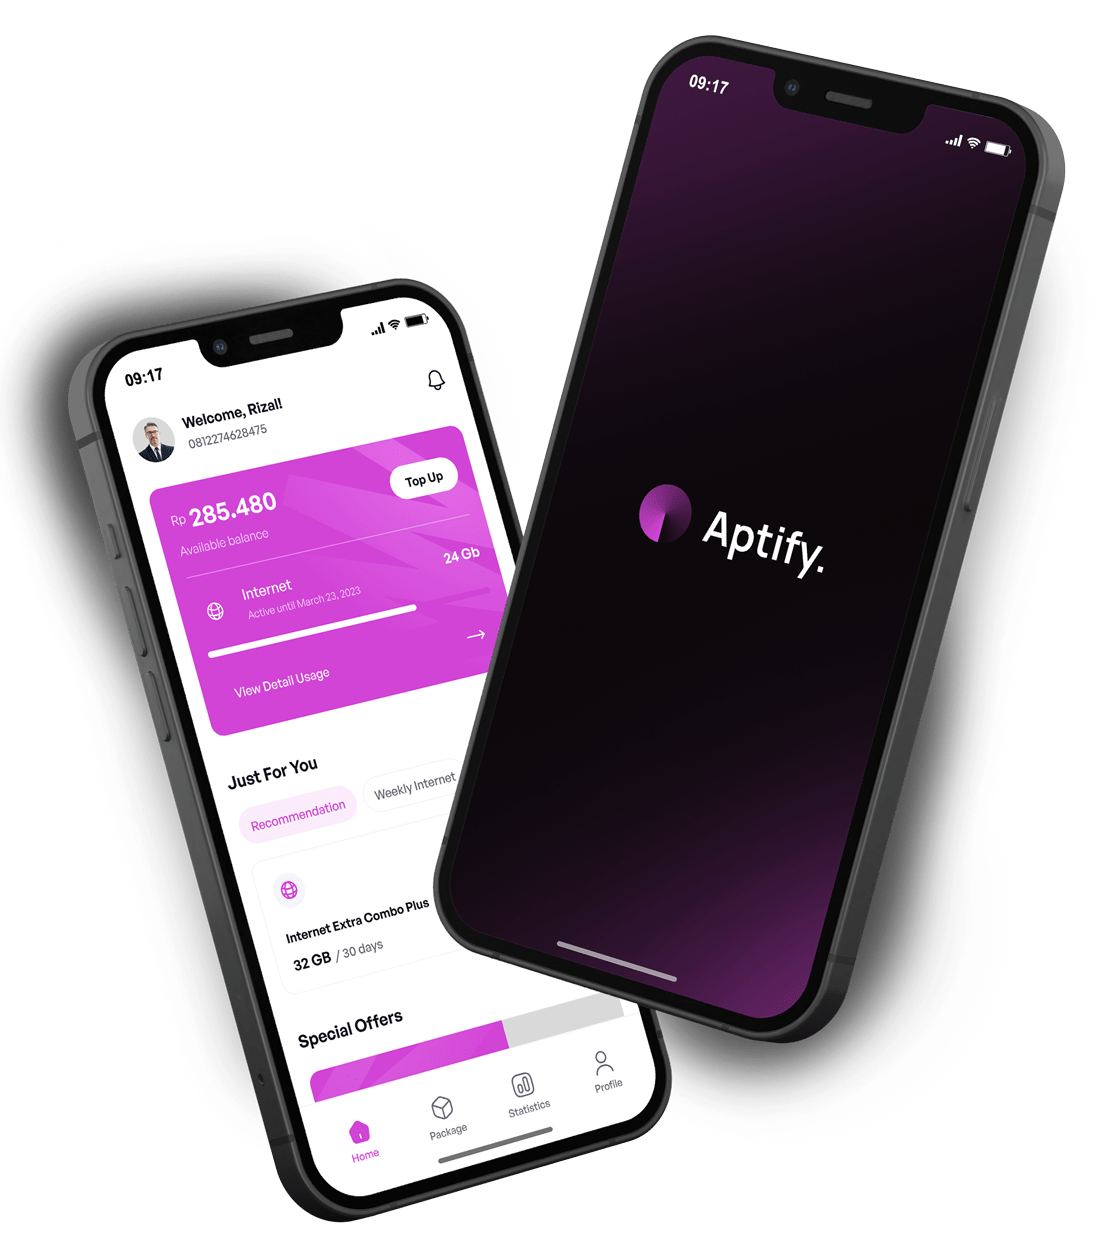 09:17
Welcome, Rizal!
0812274628475
Rp 285.480
Top Up
Available balance
Internet
24 Gb
Active until March 23, 2023
View Detail Usage
Just For You
Recommendation
Weekly Internet
Internet Extra Combo Plus
32 GB / 30 days
Special Offers
Home
Package
Statistics
Profile
09:17
Aptify.